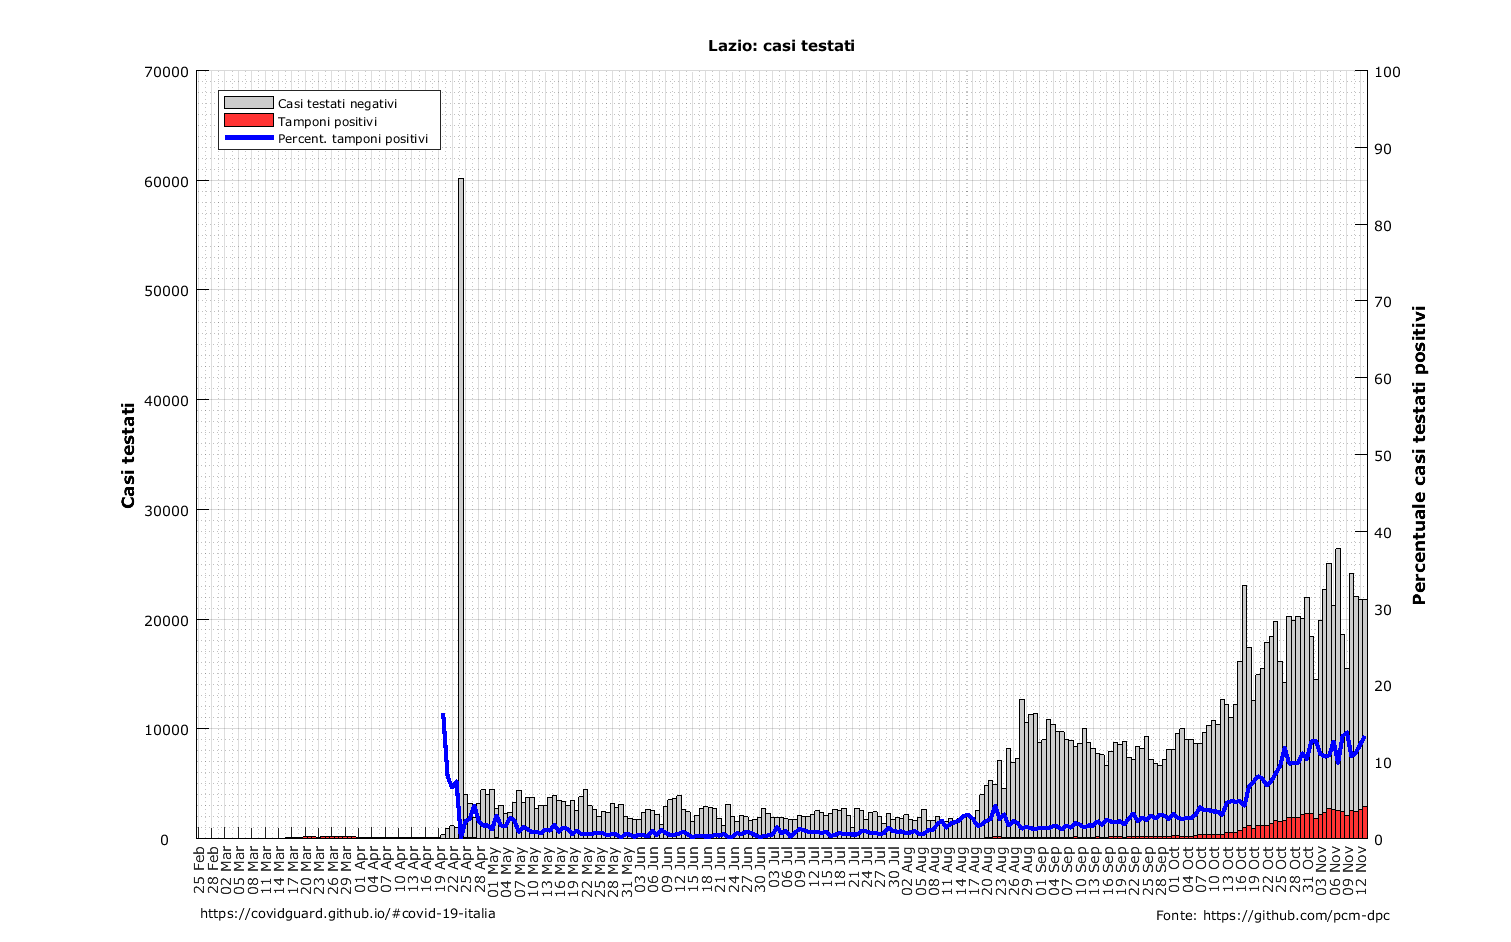 Lazio: casi testati
Casi testati negativi
Tamponi positivi
Percent. tamponi positivi
Casi testati
70000
60000
50000
40000
30000
20000
10000
0
100
90
80
70
60
50
40
30
20
10
0
Percentuale casi testati positivi
25 Feb
28 Feb
02 Mar
05 Mar
08 Mar
11 Mar
14 Mar
17 Mar
20 Mar
23 Mar
26 Mar
29 Mar
01 Apr
04 Apr
07 Apr
10 Apr
13 Apr
16 Apr
19 Apr
22 Apr
25 Apr
28 Apr
01 May
04 May
07 May
10 May
13 May
16 May
19 May
22 May
25 May
28 May
31 May
03 Jun
06 Jun
09 Jun
12 Jun
15 Jun
18 Jun
21 Jun
24 Jun
27 Jun
30 Jun
03 Jul
06 Jul
09 Jul
12 Jul
15 Jul
18 Jul
21 Jul
24 Jul
27 Jul
30 Jul
02 Aug
05 Aug
08 Aug
11 Aug
14 Aug
17 Aug
20 Aug
23 Aug
26 Aug
29 Aug
01 Sep
04 Sep
07 Sep
10 Sep
13 Sep
16 Sep
19 Sep
22 Sep
25 Sep
28 Sep
01 Oct
04 Oct
07 Oct
10 Oct
13 Oct
16 Oct
19 Oct
22 Oct
25 Oct
28 Oct
31 Oct
03 Nov
06 Nov
09 Nov
12 Nov
https://covidguard.github.io/#covid-19-italia
Fonte: https://github.com/pcm-dpc